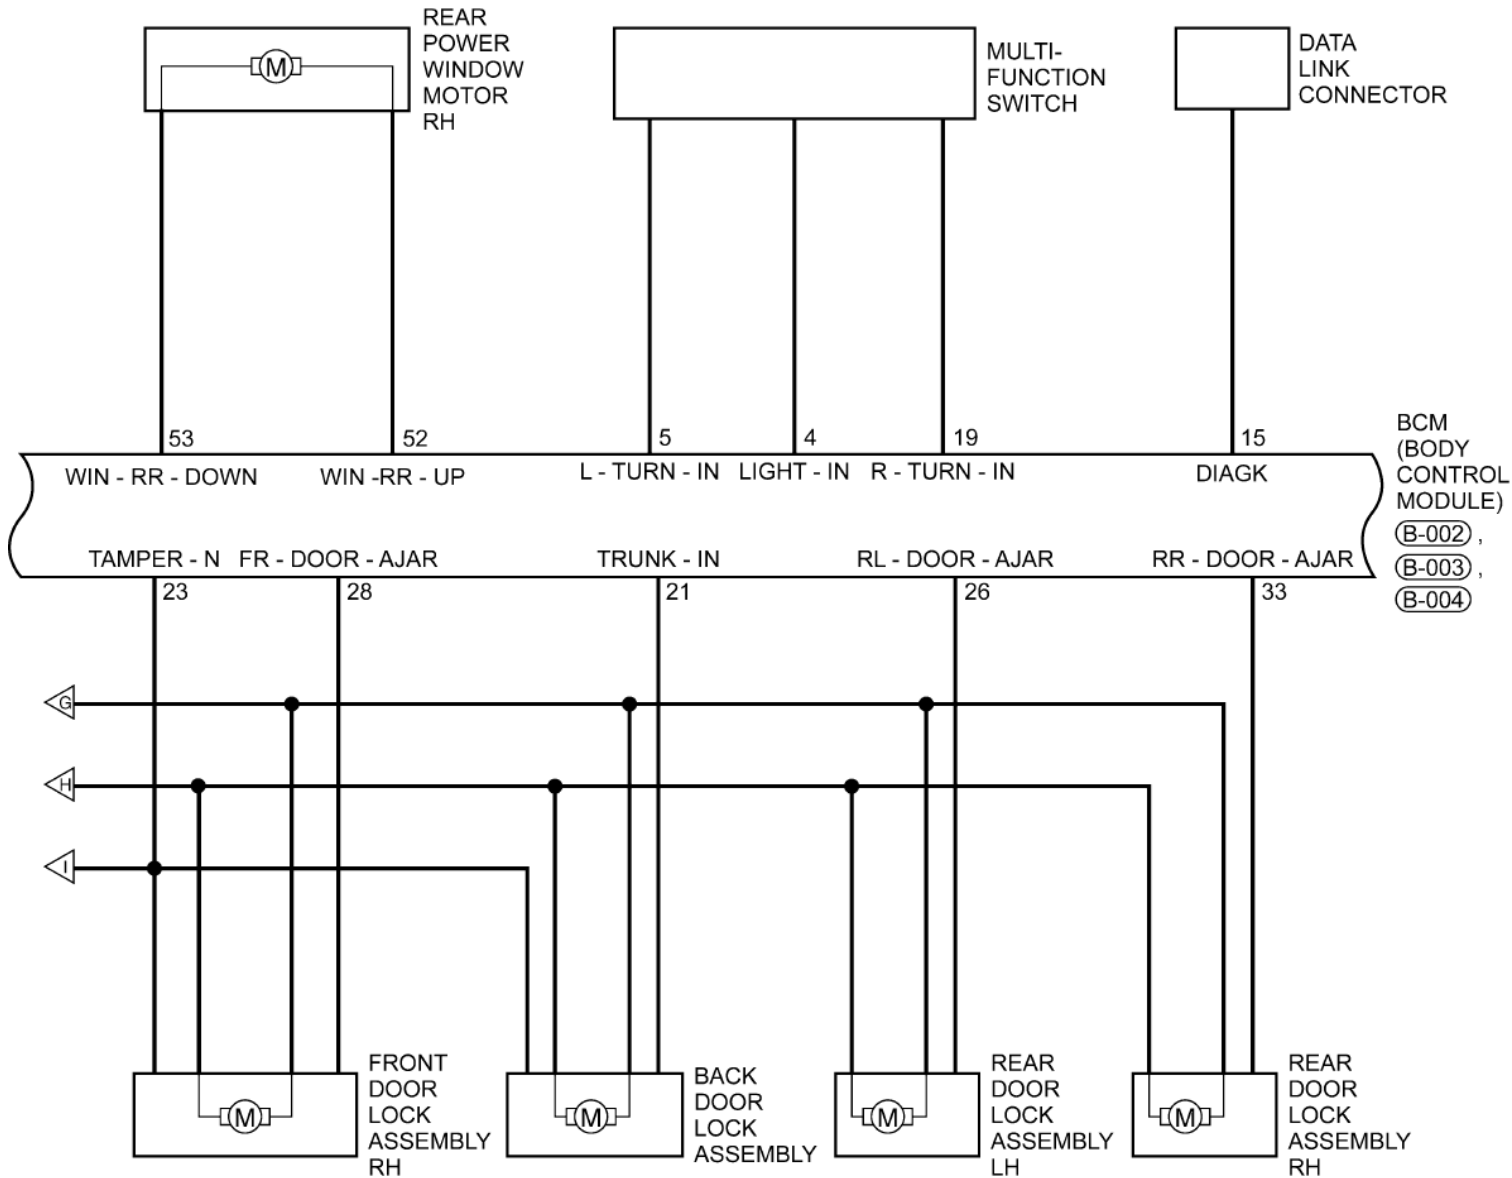 REAR
POWER
WINDOW
MOTOR
RH
M
MULTI-
FUNCTION
SWITCH
DATA
LINK
CONNECTOR
53
52
5
4
19
15
WIN - RR - DOWN
WIN -RR - UP
L - TURN - IN
LIGHT - IN
R - TURN - IN
DIAGK
BCM
(BODY
CONTROL
MODULE)
B-002 ,
B-003 ,
B-004
TAMPER - N
FR - DOOR - AJAR
TRUNK - IN
RL - DOOR - AJAR
RR - DOOR - AJAR
23
28
21
26
33
G
H
I
M
FRONT
DOOR
LOCK
ASSEMBLY
RH
M
BACK
DOOR
LOCK
ASSEMBLY
M
REAR
DOOR
LOCK
ASSEMBLY
LH
M
REAR
DOOR
LOCK
ASSEMBLY
RH